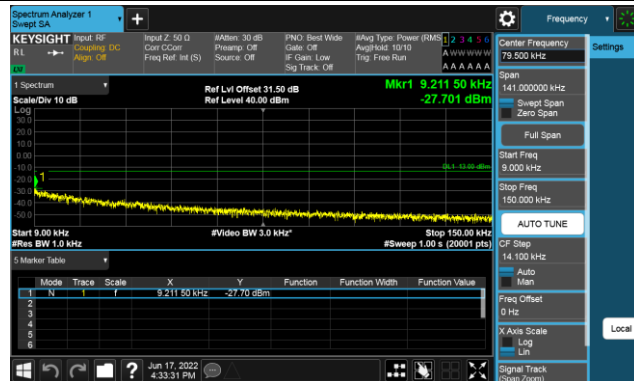 Spectrum Analyzer 1
Swept SA
Frequency
KEYSIGHT
RL
Input: RF
Coupling: DC
Align: Off
Input Z: 50 Ω
Corr CCorr
Freq Ref: Int (S)
#Atten: 30 dB
Preamp: Off
Source: Off
PNO: Best Wide
Gate: Off
IF Gain: Low
Sig Track: Off
#Avg Type: Power (RMS
Avg|Hold: 10/10
Trig: Free Run
1 2 3 4 5 6
A W W W W W
A A A A A A
1 Spectrum
Scale/Div 10 dB
Ref Lvl Offset 31.50 dB
Ref Level 40.00 dBm
Mkr1 9.211 50 kHz
-27.701 dBm
Log
30.0
20.0
10.0
0.00
-10.0
-20.0
-30.0
-40.0
-50.0
1
DL1 -13.00 dBm
Start 9.00 kHz
#Res BW 1.0 kHz
#Video BW 3.0 kHz*
Stop 150.00 kHz
#Sweep 1.00 s (20001 pts)
5 Marker Table
Mode Trace Scale X Y Function Function Width Function Value
1 N 1 f 9.211 50 kHz -27.70 dBm
2
3
4
5
6
Jun 17, 2022
4:33:31 PM
Center Frequency
79.500 kHz
Settings
Span
141.000000 kHz
Swept Span
Zero Span
Full Span
Start Freq
9.000 kHz
Stop Freq
150.000 kHz
AUTO TUNE
CF Step
14.100 kHz
Auto
Man
Freq Offset
0 Hz
X Axis Scale
Log
Lin
Local
Signal Track
(Span Zoom)